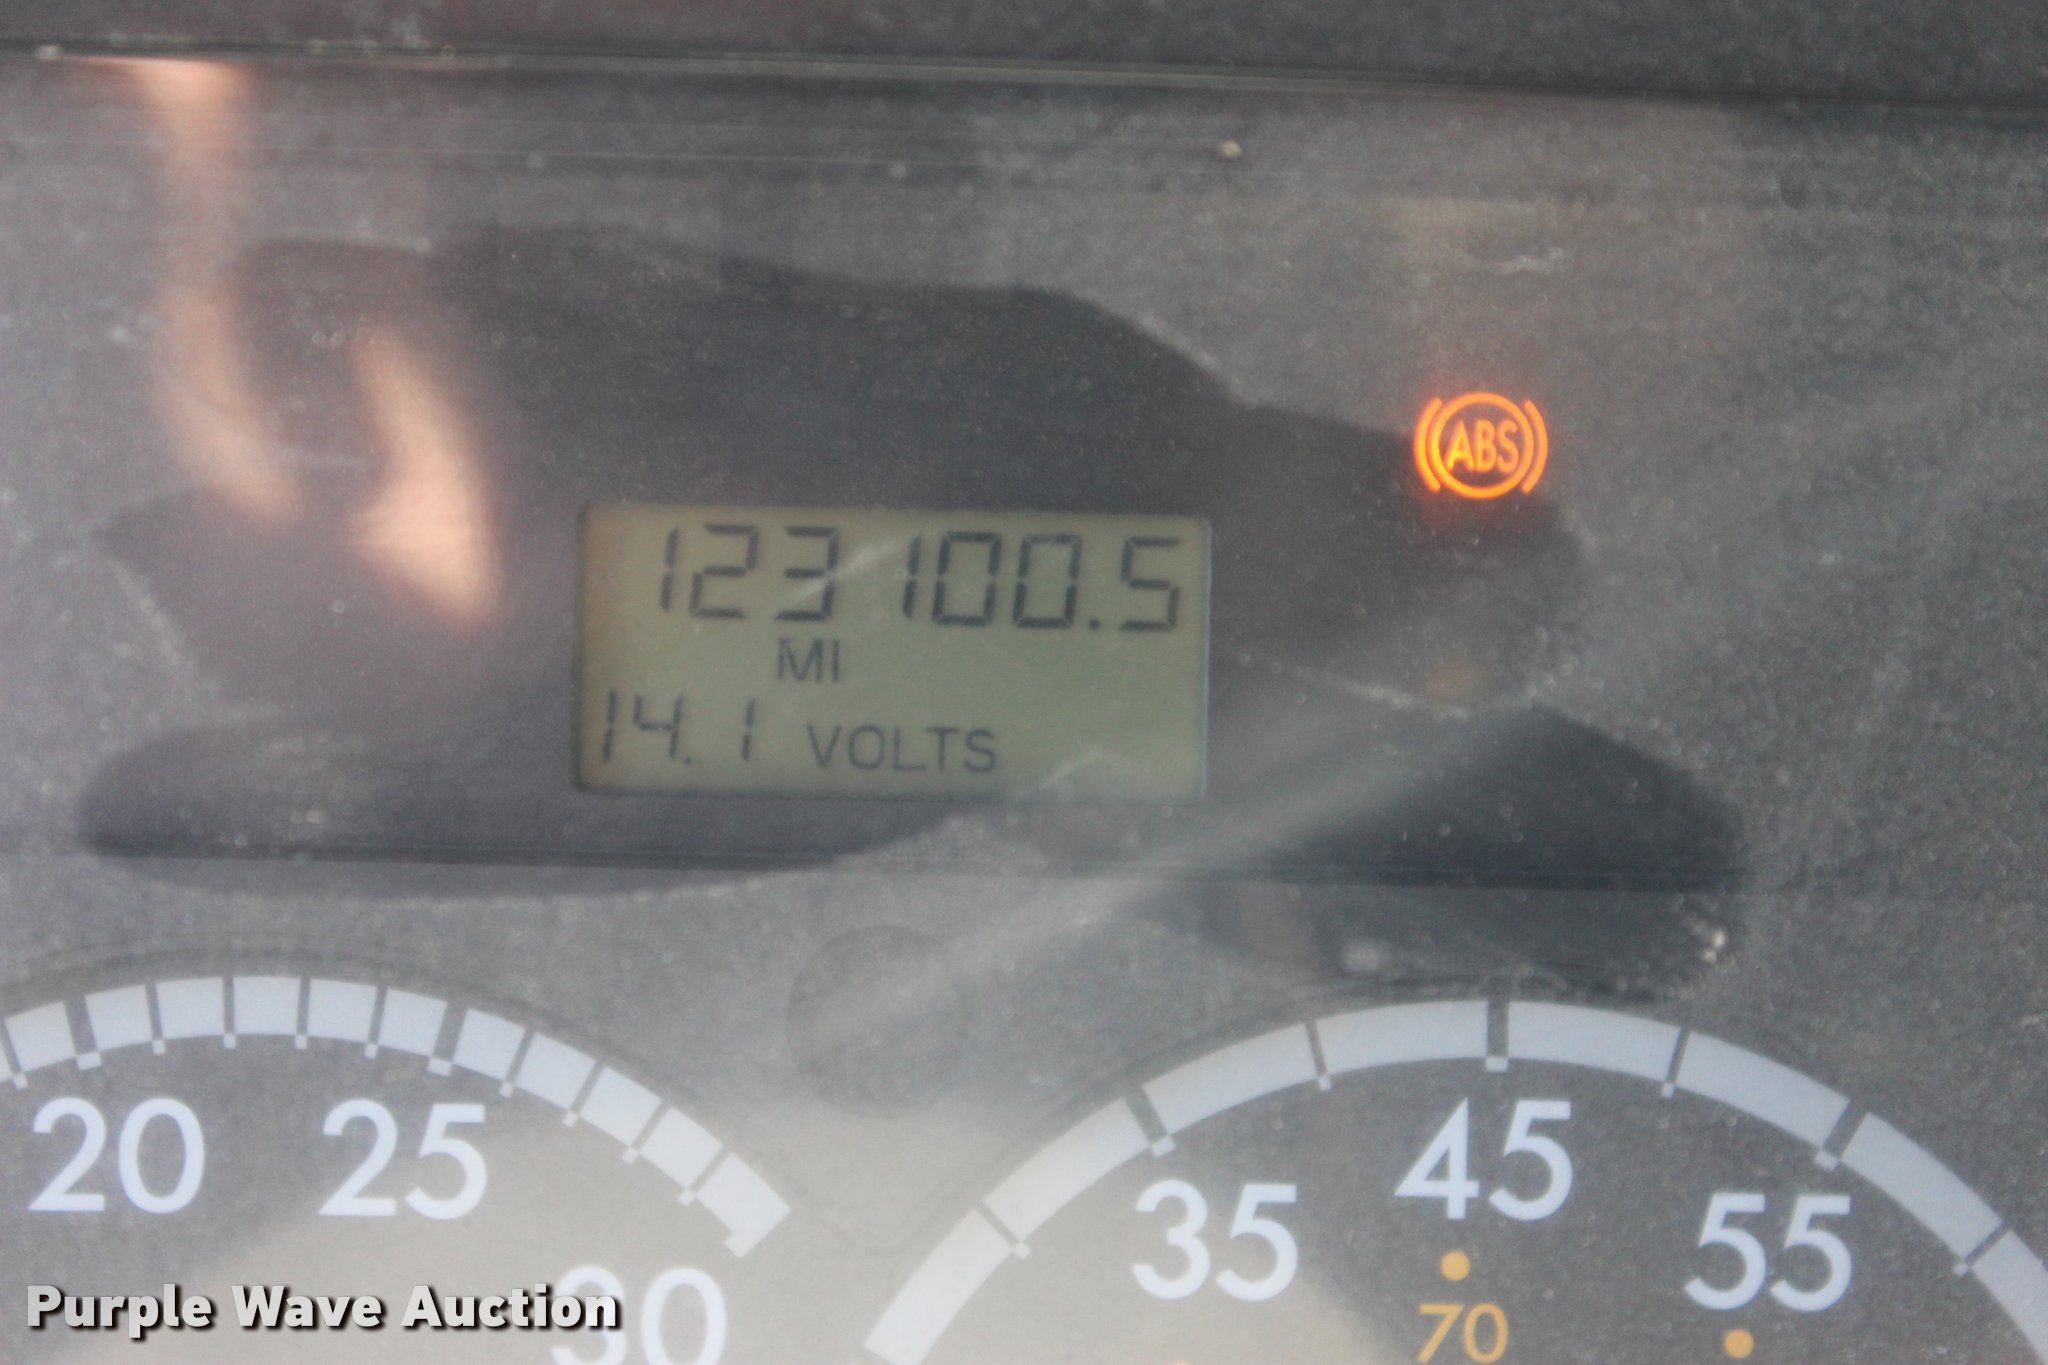 ABS
123100.5
MI
14.1 VOLTS
20 25 30
35 45 55
70
Purple Wave Auction